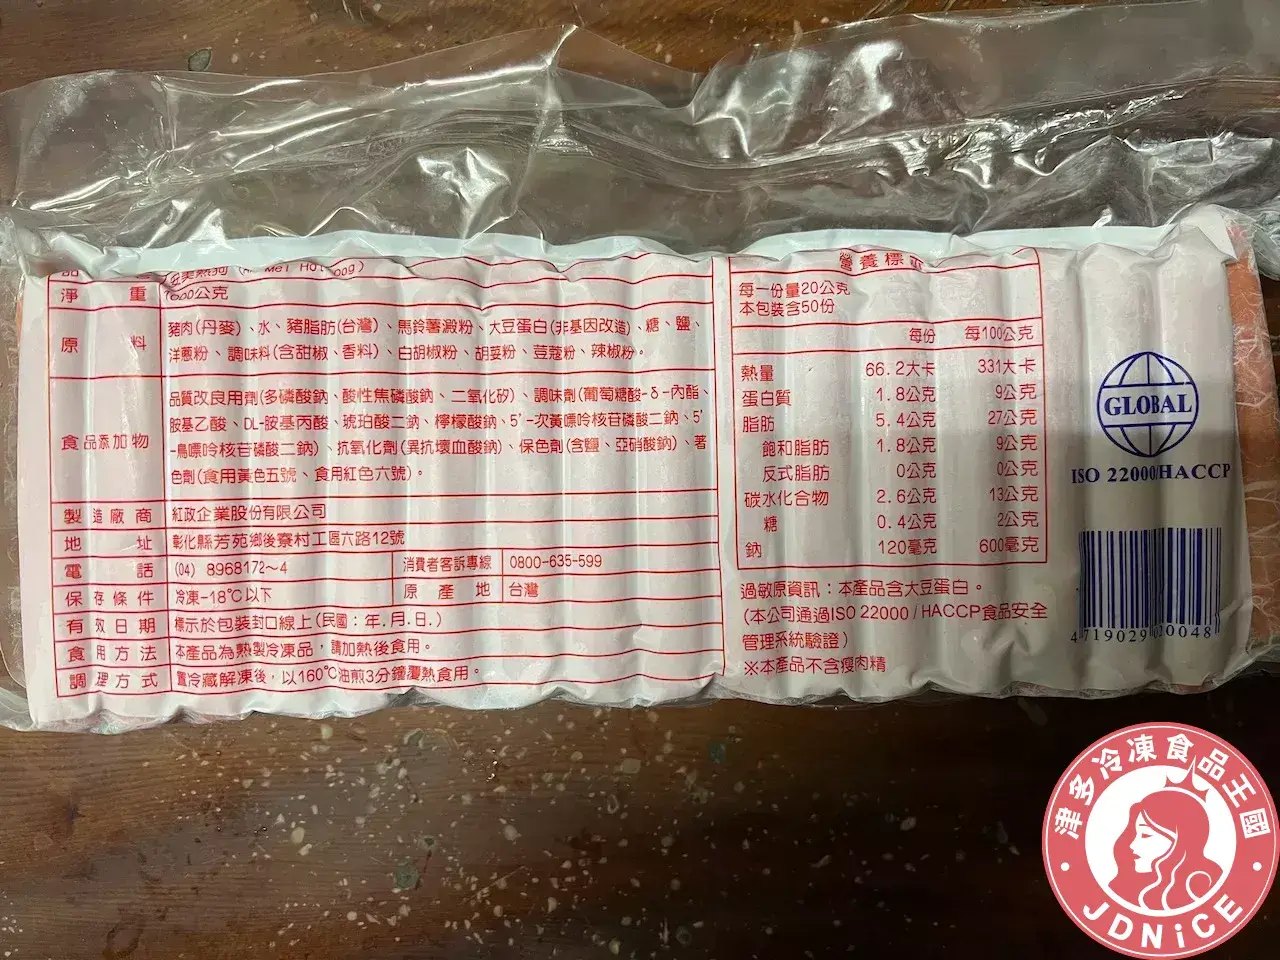 美熱狗
淨重 1000公克
原料 豬肉(丹麥)、水、豬脂肪(台灣)、馬鈴薯澱粉、大豆蛋白(非基因改造)、糖、鹽、
洋蔥粉、調味料(含甜椒、香料)、白胡椒粉、胡荽粉、荳蔻粉、辣椒粉。
食品添加物 品質改良用劑(多磷酸鈉、酸性焦磷酸鈉、二氧化矽)、調味劑(葡萄糖酸-δ-內酯、
胺基乙酸、DL-胺基丙酸、琥珀酸二鈉、檸檬酸鈉、5'-次黃嘌呤核苷磷酸二鈉、5'
-鳥嘌呤核苷磷酸二鈉)、抗氧化劑(異抗壞血酸鈉)、保色劑(含鹽、亞硝酸鈉)、著
色劑(食用黃色五號、食用紅色六號)。
製造廠商 紅政企業股份有限公司
地址 彰化縣芳苑鄉後寮村工區六路12號
電話 (04) 8968172~4 消費者客訴專線 0800-635-599
保存條件 冷凍-18℃以下 原產地 台灣
有效日期 標示於包裝封口線上(民國:年.月.日.)
食用方法 本產品為熟製冷凍品,請加熱後食用。
調理方式 置冷藏解凍後,以160℃油煎3分鐘覆熱食用。
營養標示
每一份量20公克
本包裝含50份
每份 每100公克
熱量 66.2大卡 331大卡
蛋白質 1.8公克 9公克
脂肪 5.4公克 27公克
飽和脂肪 1.8公克 9公克
反式脂肪 0公克 0公克
碳水化合物 2.6公克 13公克
糖 0.4公克 2公克
鈉 120毫克 600毫克
過敏原資訊:本產品含大豆蛋白。
(本公司通過ISO 22000/HACCP食品安全
管理系統驗證)
※本產品不含瘦肉精
GLOBAL
ISO 22000/HACCP
4 719029 020048
津多冷凍食品王國
JDNiCE